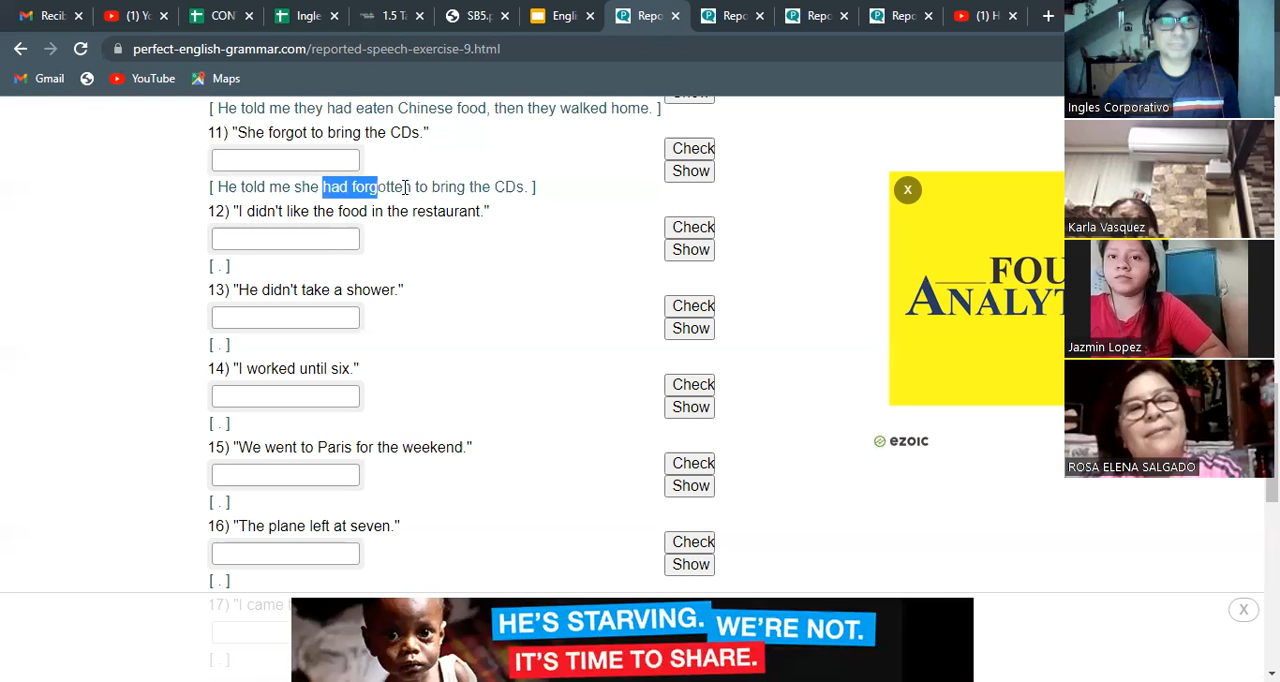 Recib
(1) Yo
CON
Ingle
1.5 Ta
SB5.p
Engli
Repo
Repo
Repo
Repo
(1) H
perfect-english-grammar.com/reported-speech-exercise-9.html
Gmail
YouTube
Maps
[ He told me they had eaten Chinese food, then they walked home. ]
11) "She forgot to bring the CDs."
Check
Show
[ He told me she had forgotten to bring the CDs. ]
12) "I didn't like the food in the restaurant."
Check
Show
[ . ]
13) "He didn't take a shower."
Check
Show
[ . ]
14) "I worked until six."
Check
Show
[ . ]
15) "We went to Paris for the weekend."
Check
Show
[ . ]
16) "The plane left at seven."
Check
Show
[ . ]
17) "I came
[ . ]
X
FOU
ANALYT
EZOIC
HE'S STARVING. WE'RE NOT.
IT'S TIME TO SHARE.
X
Ingles Corporativo
Karla Vasquez
Jazmin Lopez
ROSA ELENA SALGADO